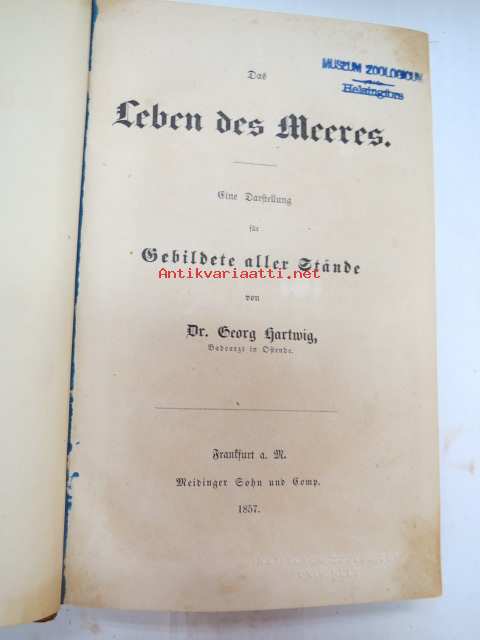 MUSEUM ZOOLOGICUM
Helsingfors
Das
Leben des Meeres.
Eine Darstellung
für
Gebildete aller Stände
Antikvariaatti.net
von
Dr. Georg Hartwig,
Badearzt in Ostende.
Frankfurt a. M.
Meidinger Sohn und Comp.
1857.